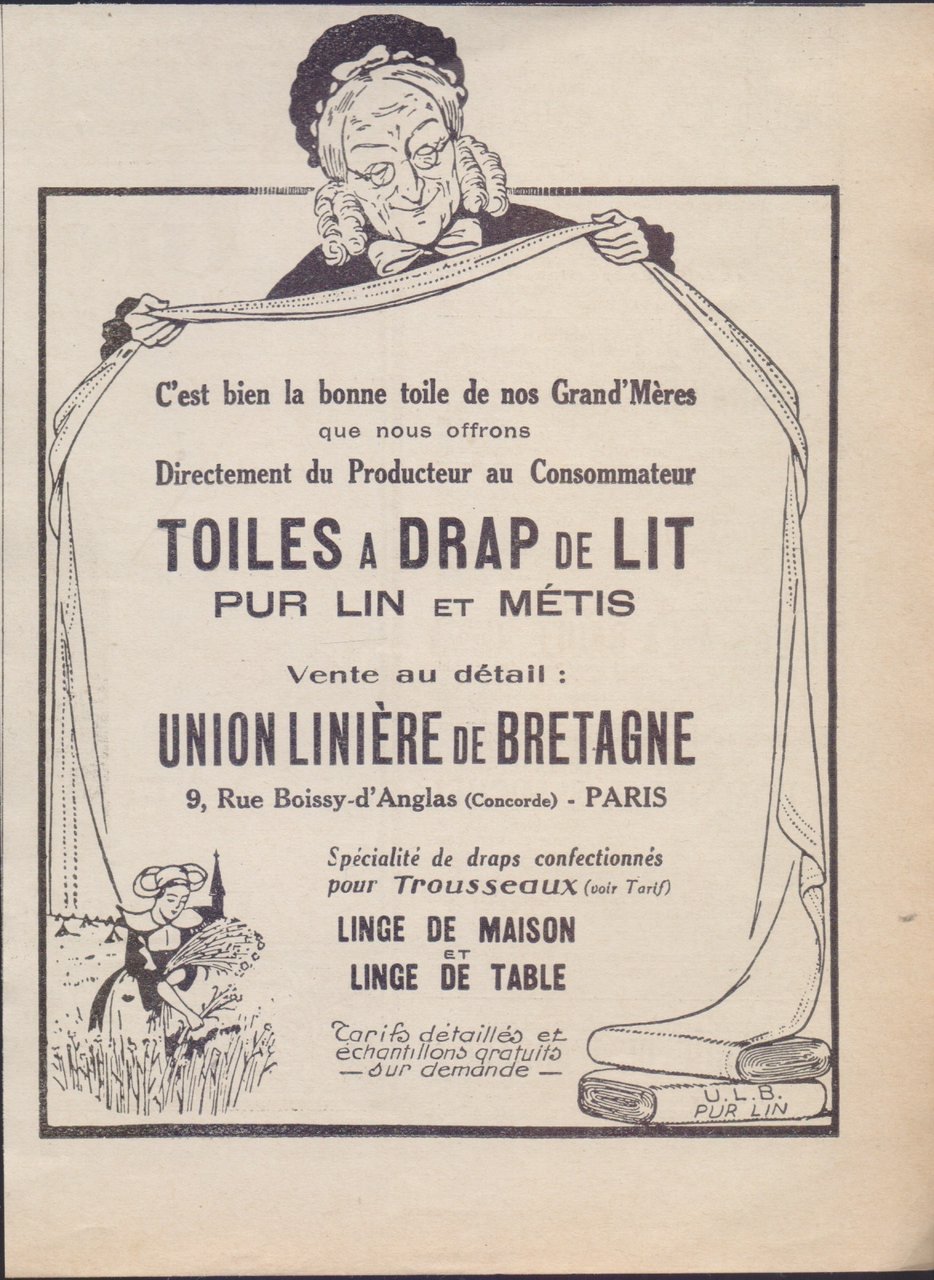 C'est bien la bonne toile de nos Grand'Mères
que nous offrons
Directement du Producteur au Consommateur
TOILES A DRAP DE LIT
PUR LIN ET MÉTIS
Vente au détail :
UNION LINIÈRE DE BRETAGNE
9, Rue Boissy-d'Anglas (Concorde) - PARIS
Spécialité de draps confectionnés
pour Trousseaux (voir Tarif)
LINGE DE MAISON
ET
LINGE DE TABLE
Tarifs détaillés et
échantillons gratuits
— sur demande —
U.L.B.
PUR LIN